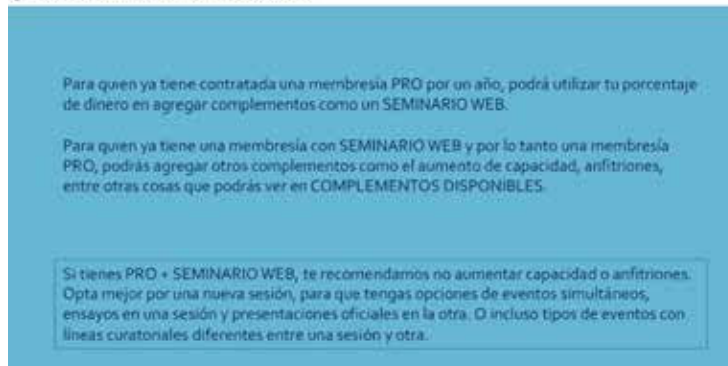 Para quien ya tiene contratada una membresía PRO por un año, podrá utilizar tu porcentaje
de dinero en agregar complementos como un SEMINARIO WEB.
Para quien ya tiene una membresía con SEMINARIO WEB y por lo tanto una membresía
PRO, podrás agregar otros complementos como el aumento de capacidad, anfitriones,
entre otras cosas que podrás ver en COMPLEMENTOS DISPONIBLES.
Si tienes PRO + SEMINARIO WEB, te recomendamos no aumentar capacidad o anfitriones.
Opta mejor por una nueva sesión, para que tengas opciones de eventos simultáneos,
ensayos en una sesión y presentaciones oficiales en la otra. O incluso tipos de eventos con
líneas curatoriales diferentes entre una sesión y otra.